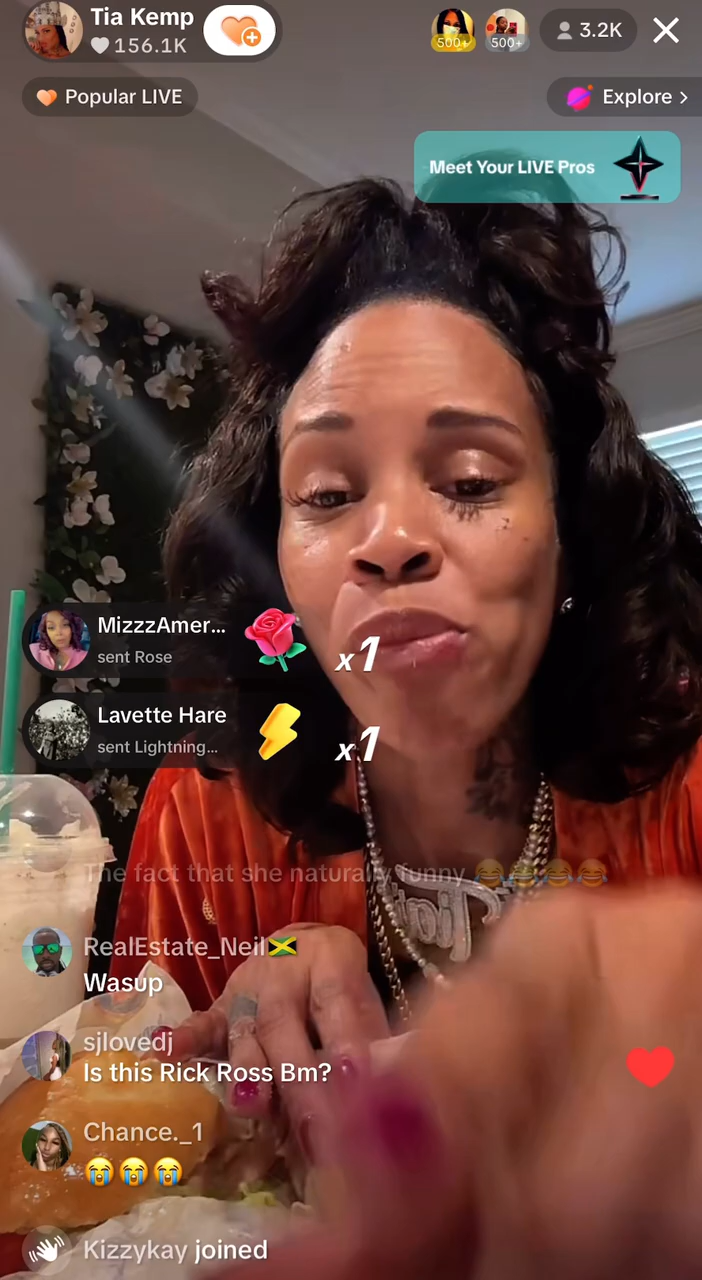 Tia Kemp
156.1K
500+
500+
3.2K
Popular LIVE
Explore >
Meet Your LIVE Pros
MizzzAmer...
sent Rose
x1
Lavette Hare
sent Lightning...
x1
The fact that she naturally funny 😂😂😂😂
RealEstate_Neil🇯🇲
Wasup
sjlovedj
Is this Rick Ross Bm?
Chance._1
😭😭😭
Kizzykay joined